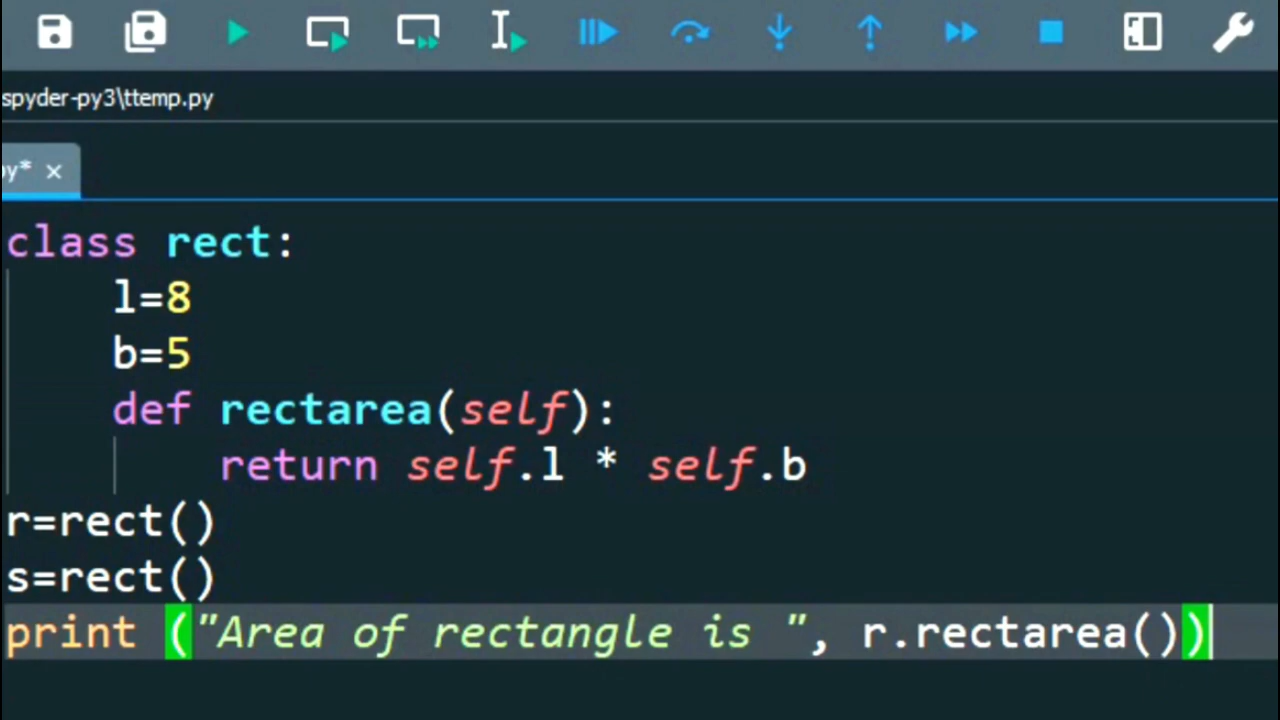 spyder-py3\ttemp.py
py*
class rect:
    l=8
    b=5
    def rectarea(self):
        return self.l * self.b
r=rect()
s=rect()
print ("Area of rectangle is ", r.rectarea())